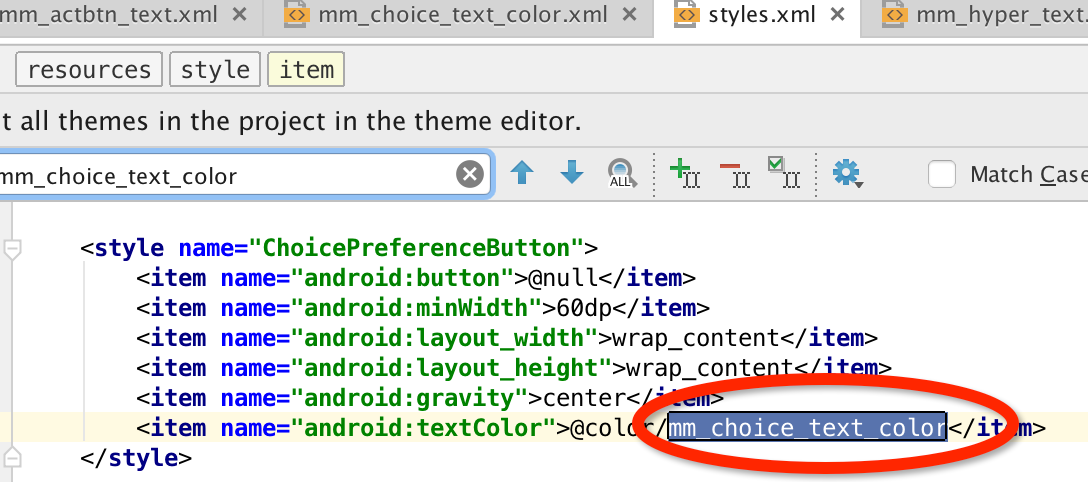 mm_actbtn_text.xml mm_choice_text_color.xml styles.xml mm_hyper_text.
resources style item
t all themes in the project in the theme editor.
mm_choice_text_color ALL Match Case
<style name="ChoicePreferenceButton">
<item name="android:button">@null</item>
<item name="android:minWidth">60dp</item>
<item name="android:layout_width">wrap_content</item>
<item name="android:layout_height">wrap_content</item>
<item name="android:gravity">center</item>
<item name="android:textColor">@color/mm_choice_text_color</item>
</style>